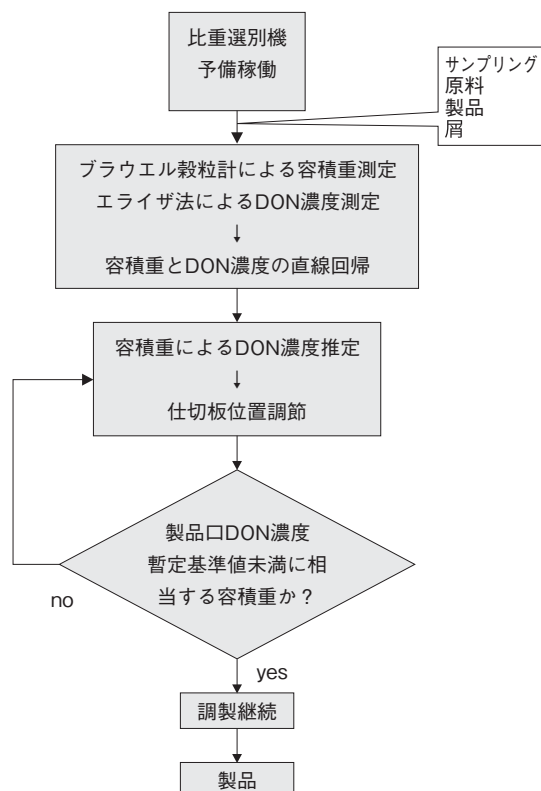 比重選別機
予備稼働
サンプリング
原料
製品
屑
ブラウエル穀粒計による容積重測定
エライザ法によるDON濃度測定
↓
容積重とDON濃度の直線回帰
容積重によるDON濃度推定
↓
仕切板位置調節
製品口DON濃度
暫定基準値未満に相
当する容積重か？
no
yes
調製継続
製品